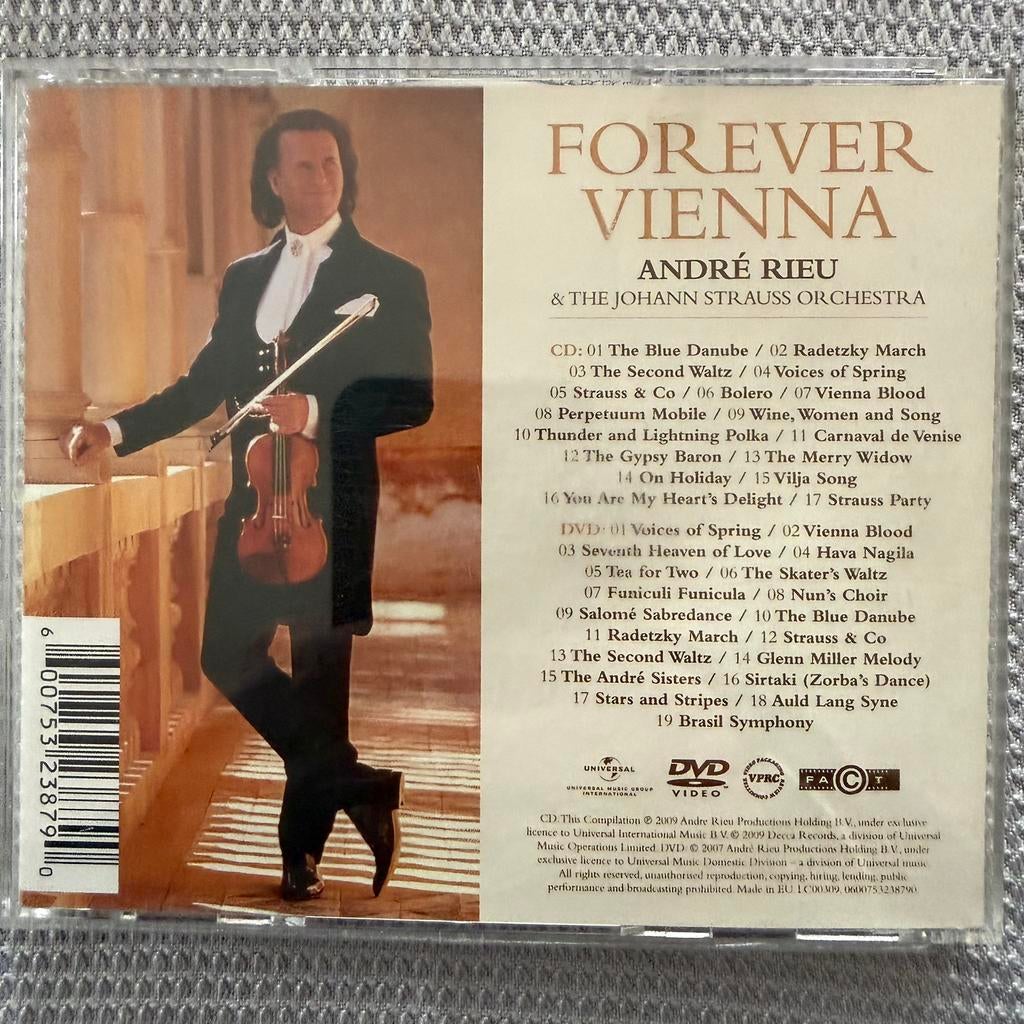 FOREVER
VIENNA
ANDRÉ RIEU
& THE JOHANN STRAUSS ORCHESTRA
CD: 01 The Blue Danube / 02 Radetzky March
03 The Second Waltz / 04 Voices of Spring
05 Strauss & Co / 06 Bolero / 07 Vienna Blood
08 Perpetuum Mobile / 09 Wine, Women and Song
10 Thunder and Lightning Polka / 11 Carnaval de Venise
12 The Gypsy Baron / 13 The Merry Widow
14 On Holiday / 15 Vilja Song
16 You Are My Heart's Delight / 17 Strauss Party
DVD: 01 Voices of Spring / 02 Vienna Blood
03 Seventh Heaven of Love / 04 Hava Nagila
05 Tea for Two / 06 The Skater's Waltz
07 Funiculi Funicula / 08 Nun's Choir
09 Salomé Sabredance / 10 The Blue Danube
11 Radetzky March / 12 Strauss & Co
13 The Second Waltz / 14 Glenn Miller Melody
15 The André Sisters / 16 Sirtaki (Zorba's Dance)
17 Stars and Stripes / 18 Auld Lang Syne
19 Brasil Symphony
UNIVERSAL
UNIVERSAL MUSIC GROUP
INTERNATIONAL
DVD
VIDEO™
VIDEO PACKAGING REVIEW COMMITTEE
VPRC
FACT
CD: This Compilation ℗ 2009 Andre Rieu Productions Holding B.V., under exclusive
licence to Universal International Music B.V. © 2009 Decca Records, a division of Universal
Music Operations Limited. DVD: © 2007 André Rieu Productions Holding B.V., under
exclusive licence to Universal Music Domestic Division – a division of Universal music
All rights reserved, unauthorised reproduction, copying, hiring, lending, public
performance and broadcasting prohibited. Made in EU. LC00309. 0600753238790
6 00753 23879 0